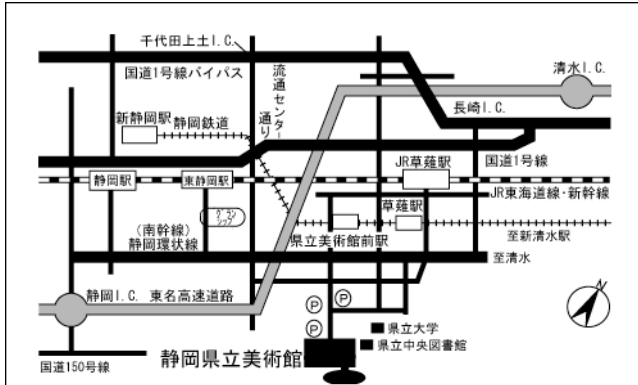 千代田上土I.C.
国道1号線バイパス
清水I.C.
流通センター
通り
長崎I.C.
新静岡駅
静岡鉄道
JR草薙駅
国道1号線
静岡駅
東静岡駅
JR東海道線・新幹線
グランシップ
草薙駅
(南幹線)
静岡環状線
県立美術館前駅
至新清水駅
至清水
静岡I.C.
東名高速道路
P
P
P
N
県立大学
県立中央図書館
静岡県立美術館
国道150号線